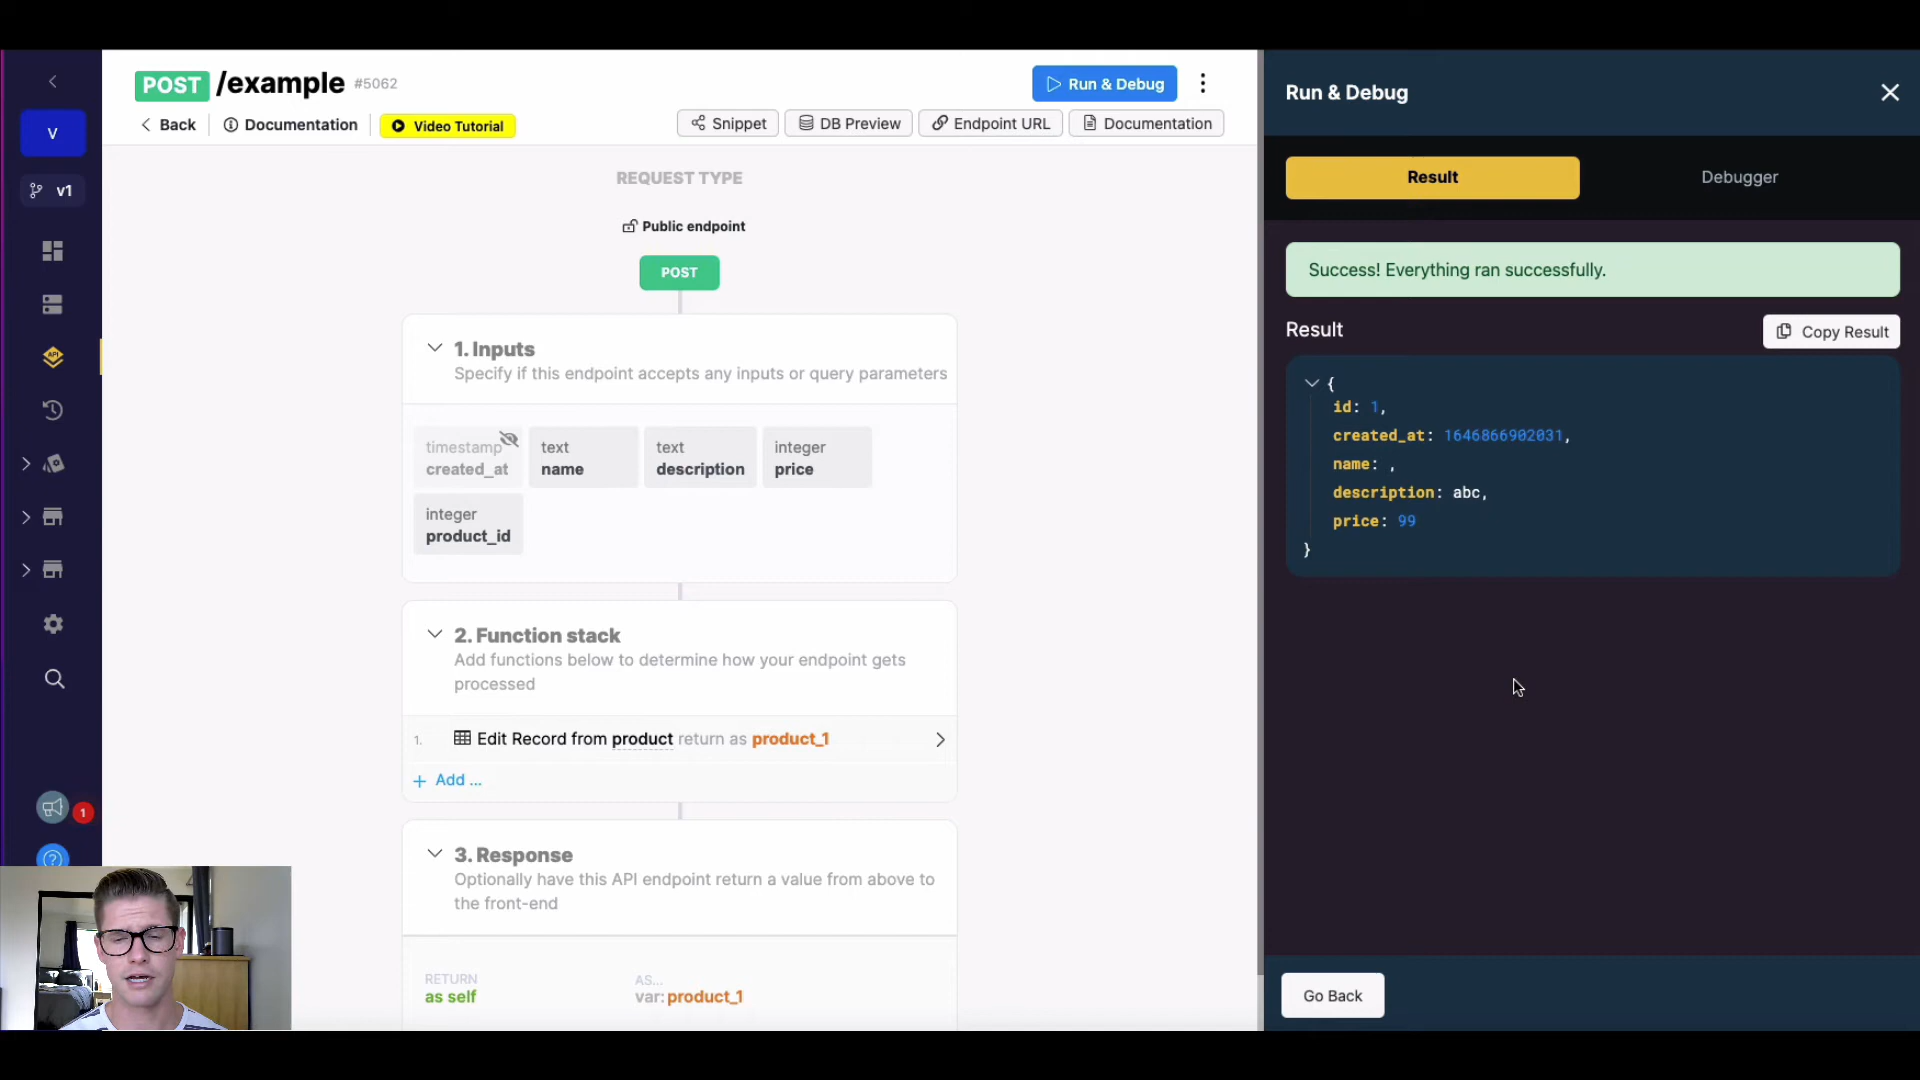 POST /example #5062
Run & Debug
Back
Documentation
Video Tutorial
Snippet
DB Preview
Endpoint URL
Documentation
V
v1
API
1
?
REQUEST TYPE
Public endpoint
POST
1. Inputs
Specify if this endpoint accepts any inputs or query parameters
timestamp
created_at
text
name
text
description
integer
price
integer
product_id
2. Function stack
Add functions below to determine how your endpoint gets
processed
1. Edit Record from product return as product_1
+ Add ...
3. Response
Optionally have this API endpoint return a value from above to
the front-end
RETURN
as self
AS...
var: product_1
Run & Debug
Result
Debugger
Success! Everything ran successfully.
Result
Copy Result
{
id: 1,
created_at: 1646866902031,
name: ,
description: abc,
price: 99
}
Go Back